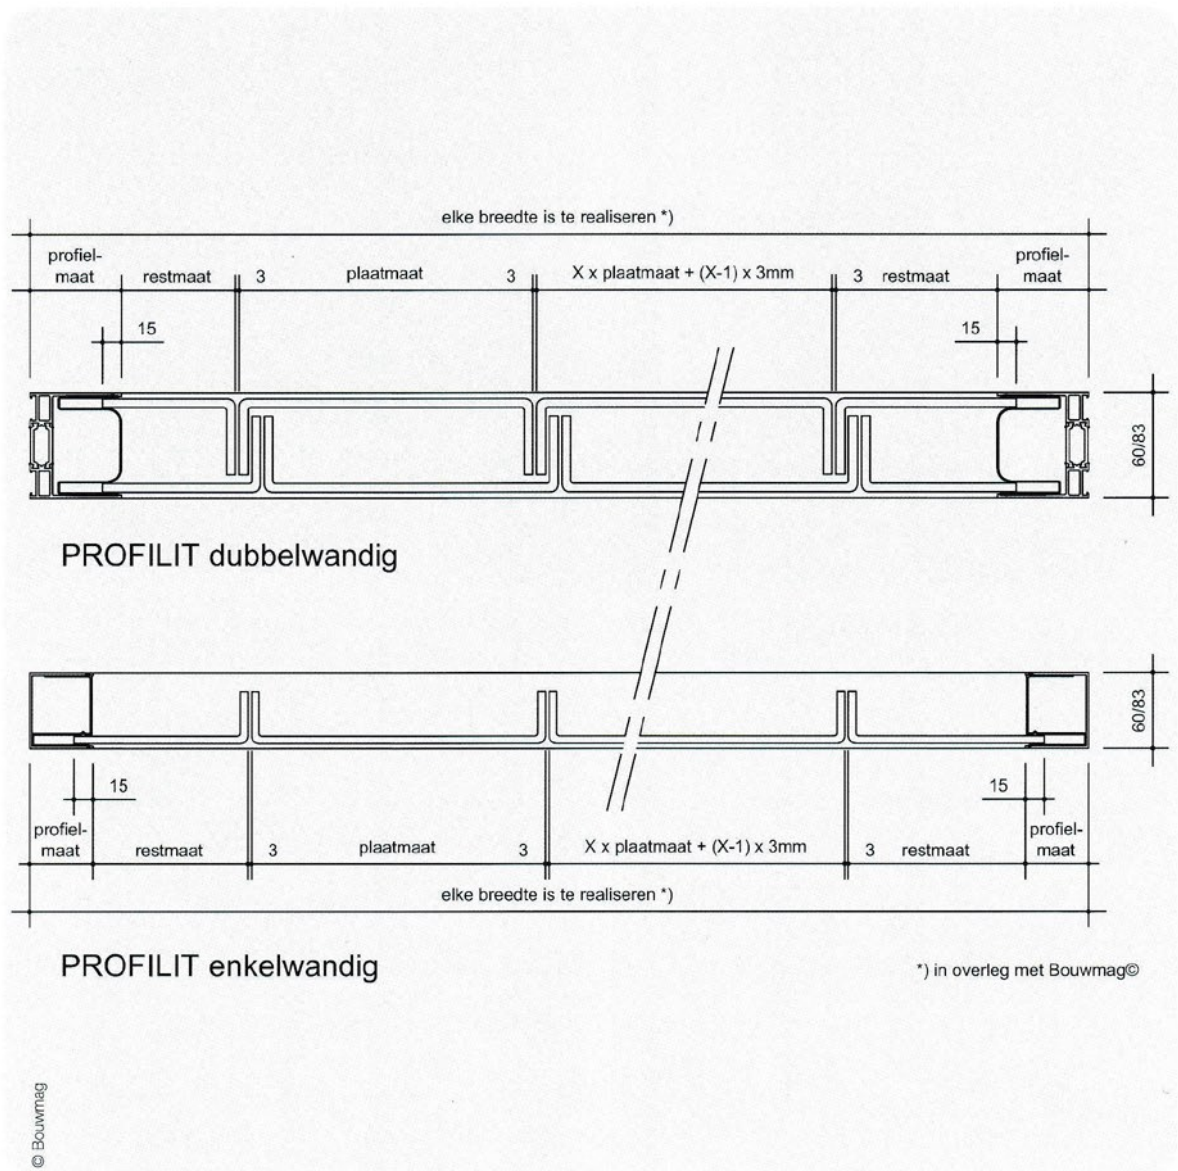 elke breedte is te realiseren *)
profiel-
maat
restmaat
3
plaatmaat
3
X x plaatmaat + (X-1) x 3mm
3
restmaat
profiel-
maat
15
15
60/83
PROFILIT dubbelwandig
60/83
15
15
profiel-
maat
restmaat
3
plaatmaat
3
X x plaatmaat + (X-1) x 3mm
3
restmaat
profiel-
maat
elke breedte is te realiseren *)
PROFILIT enkelwandig
*) in overleg met Bouwmag©
© Bouwmag